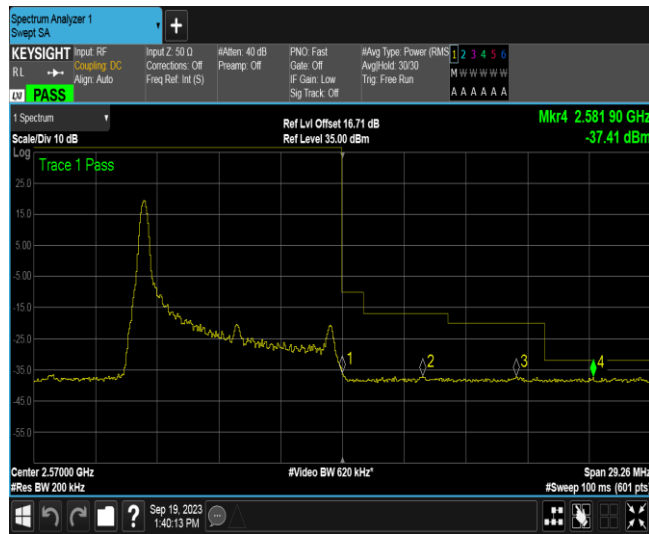 Spectrum Analyzer 1
Swept SA
+
KEYSIGHT
RL
LXI PASS
Input: RF
Coupling: DC
Align: Auto
Input Z: 50 Ω
Corrections: Off
Freq Ref: Int (S)
#Atten: 40 dB
Preamp: Off
PNO: Fast
Gate: Off
IF Gain: Low
Sig Track: Off
#Avg Type: Power (RMS
Avg|Hold: 30/30
Trig: Free Run
1 2 3 4 5 6
M W W W W W
A A A A A A
1 Spectrum
Scale/Div 10 dB
Log
Ref Lvl Offset 16.71 dB
Ref Level 35.00 dBm
Mkr4 2.581 90 GHz
-37.41 dBm
Trace 1 Pass
25.0
15.0
5.00
-5.00
-15.0
-25.0
-35.0
-45.0
-55.0
1
2
3
4
Center 2.57000 GHz
#Res BW 200 kHz
#Video BW 620 kHz*
Span 29.26 MHz
#Sweep 100 ms (601 pts
?
Sep 19, 2023
1:40:13 PM